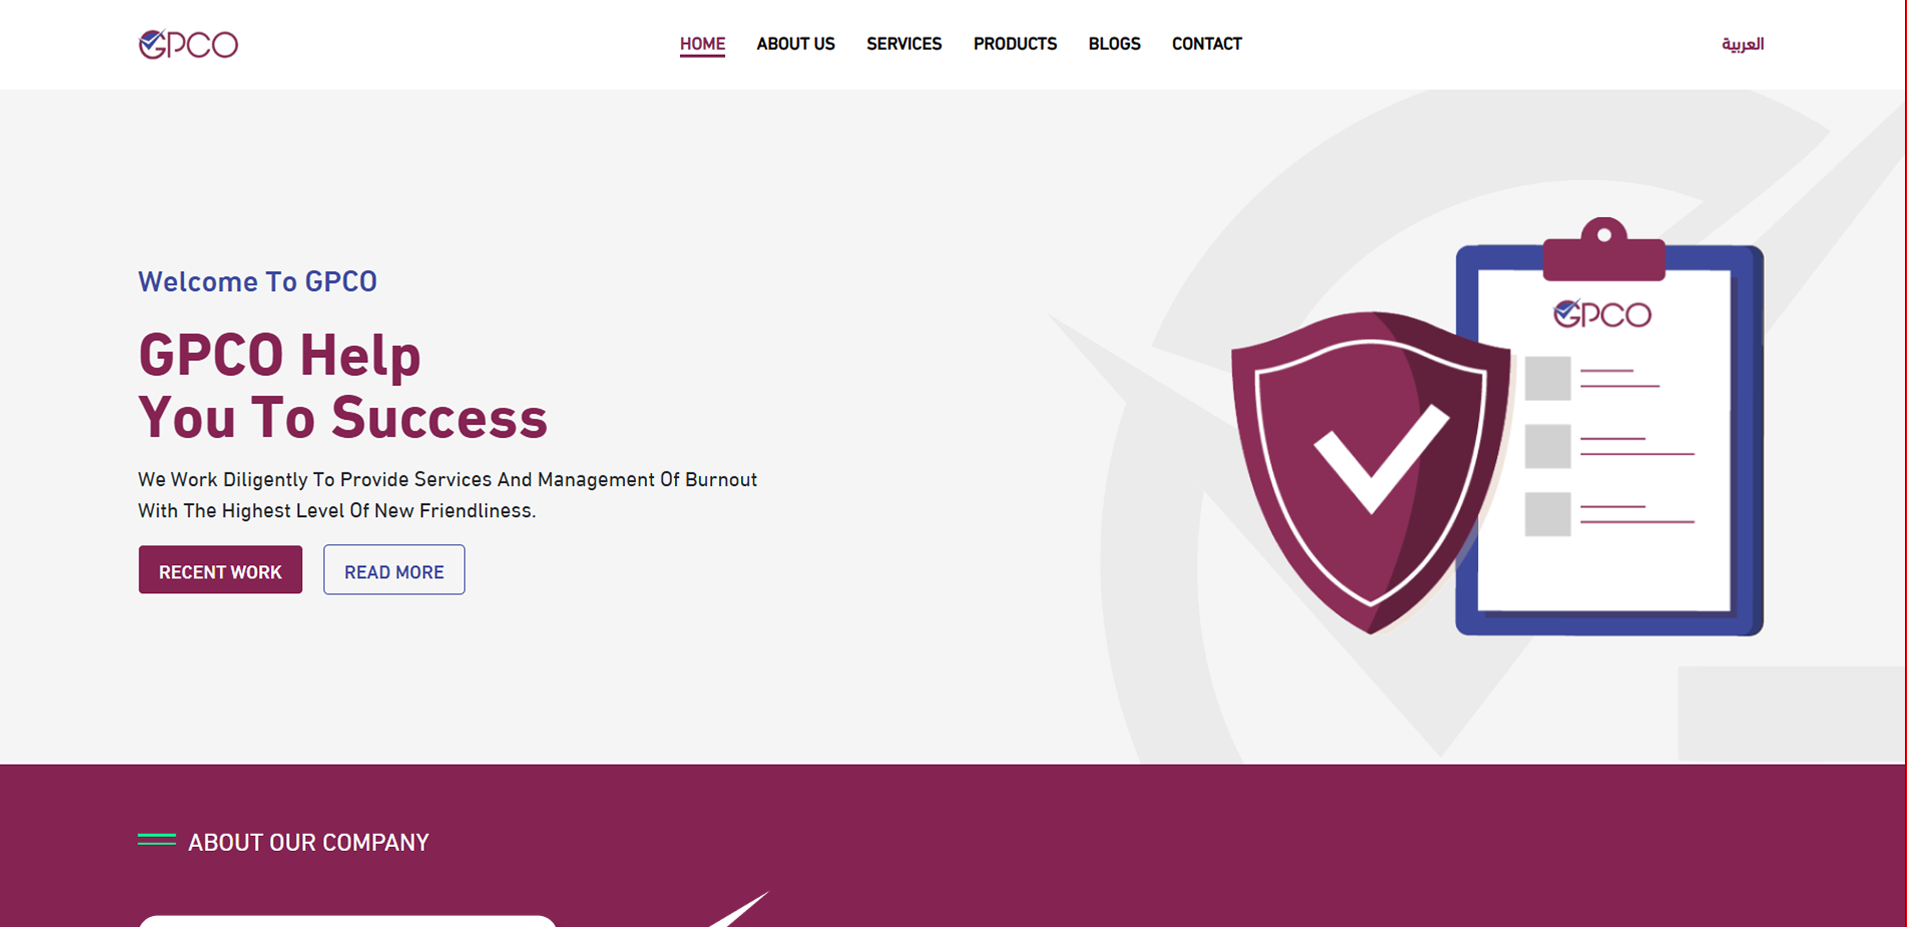 GPCO
HOME
ABOUT US
SERVICES
PRODUCTS
BLOGS
CONTACT
العربية
Welcome To GPCO
GPCO Help
You To Success
We Work Diligently To Provide Services And Management Of Burnout
With The Highest Level Of New Friendliness.
RECENT WORK
READ MORE
GPCO
ABOUT OUR COMPANY